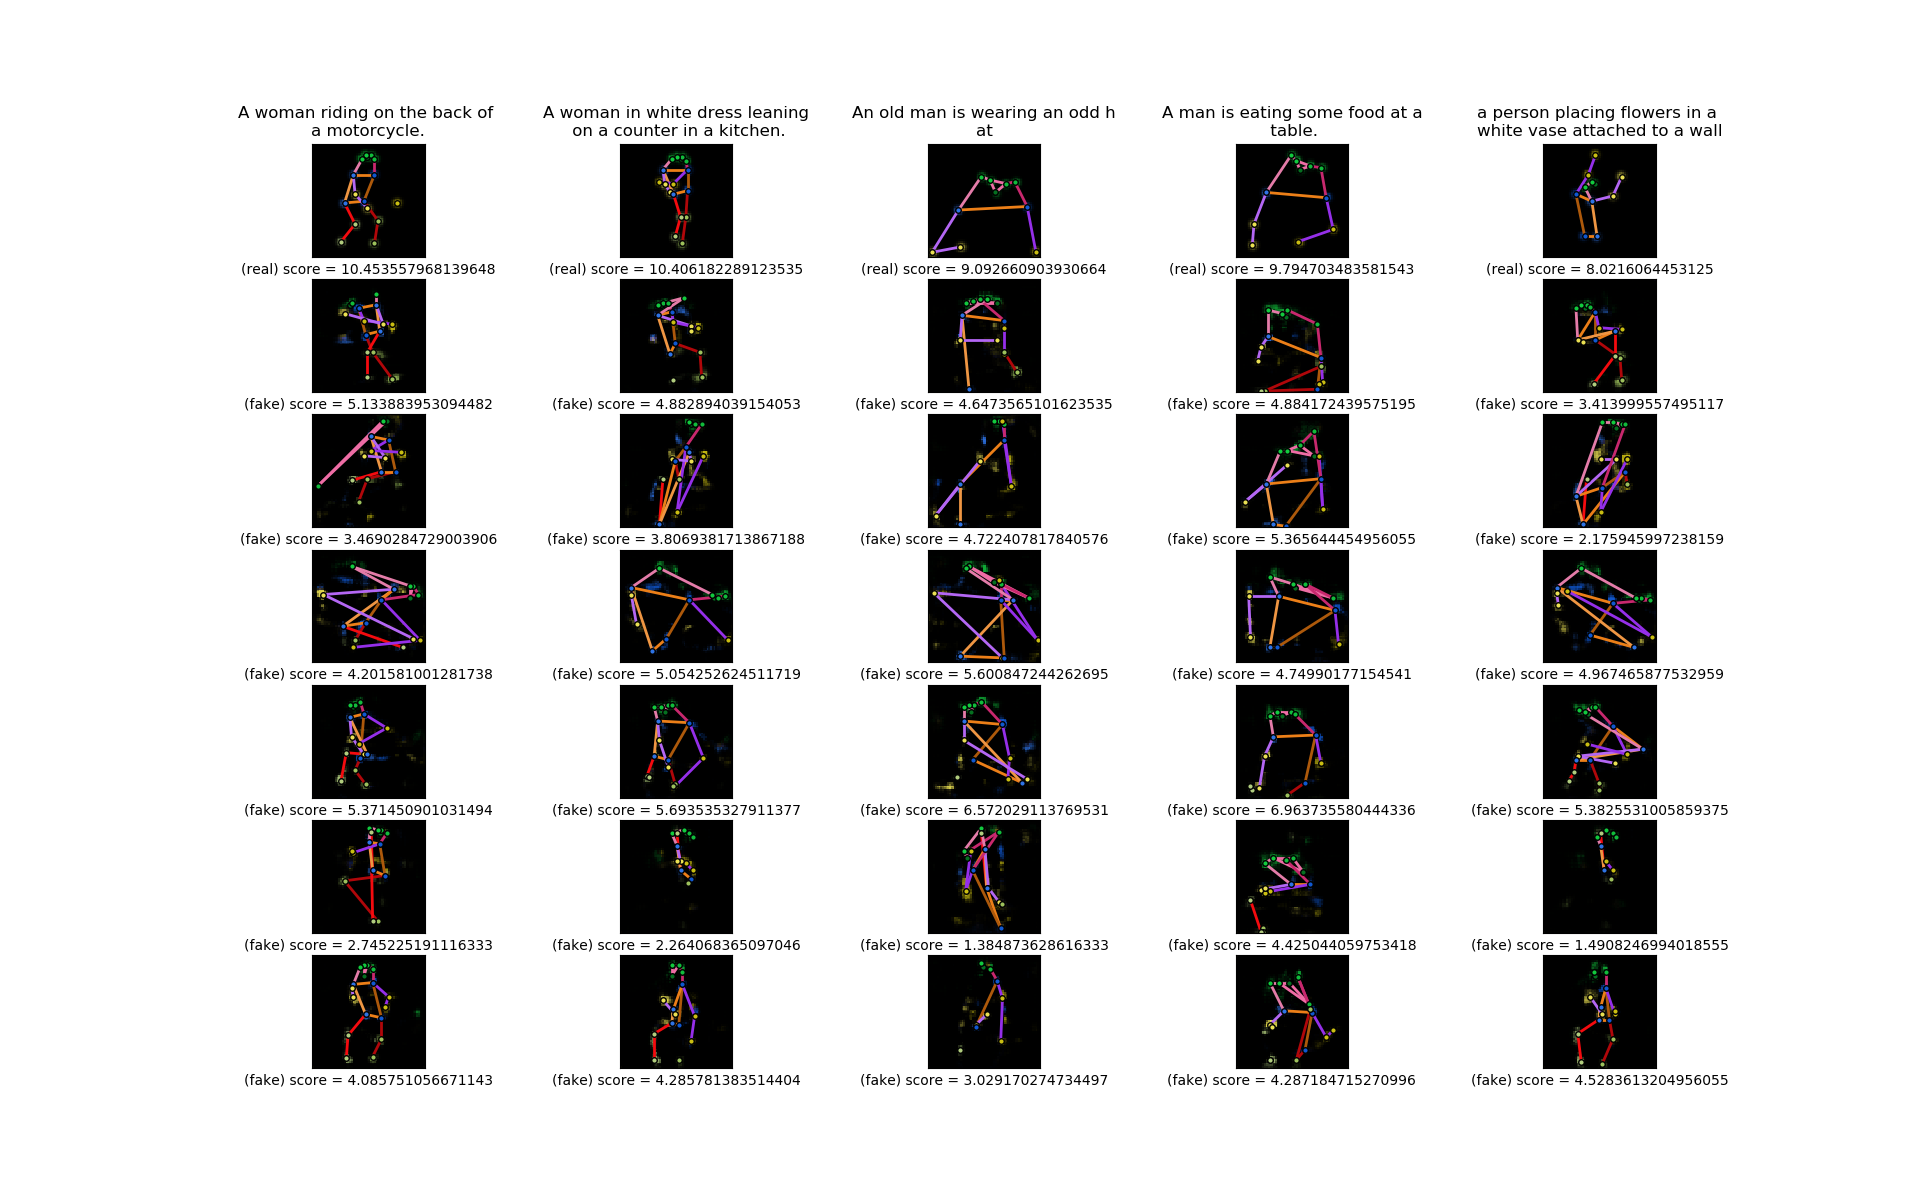 A woman riding on the back of
a motorcycle.
A woman in white dress leaning
on a counter in a kitchen.
An old man is wearing an odd h
at
A man is eating some food at a
table.
a person placing flowers in a
white vase attached to a wall
(real) score = 10.453557968139648
(real) score = 10.406182289123535
(real) score = 9.092660903930664
(real) score = 9.794703483581543
(real) score = 8.0216064453125
(fake) score = 5.133883953094482
(fake) score = 4.882894039154053
(fake) score = 4.6473565101623535
(fake) score = 4.884172439575195
(fake) score = 3.413999557495117
(fake) score = 3.4690284729003906
(fake) score = 3.8069381713867188
(fake) score = 4.722407817840576
(fake) score = 5.365644454956055
(fake) score = 2.175945997238159
(fake) score = 4.201581001281738
(fake) score = 5.054252624511719
(fake) score = 5.600847244262695
(fake) score = 4.74990177154541
(fake) score = 4.967465877532959
(fake) score = 5.371450901031494
(fake) score = 5.693535327911377
(fake) score = 6.572029113769531
(fake) score = 6.963735580444336
(fake) score = 5.3825531005859375
(fake) score = 2.745225191116333
(fake) score = 2.264068365097046
(fake) score = 1.384873628616333
(fake) score = 4.425044059753418
(fake) score = 1.4908246994018555
(fake) score = 4.085751056671143
(fake) score = 4.285781383514404
(fake) score = 3.029170274734497
(fake) score = 4.287184715270996
(fake) score = 4.5283613204956055